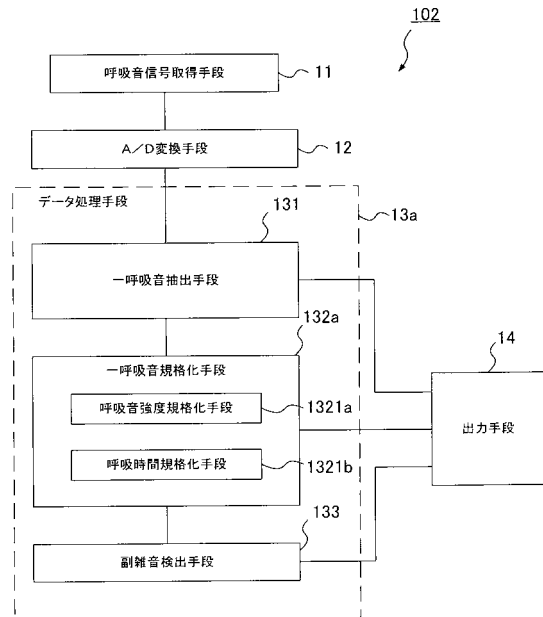 102
呼吸音信号取得手段
11
A/D変換手段
12
データ処理手段
13a
131
一呼吸音抽出手段
132a
一呼吸音規格化手段
呼吸音強度規格化手段
1321a
呼吸時間規格化手段
1321b
14
出力手段
133
副雑音検出手段